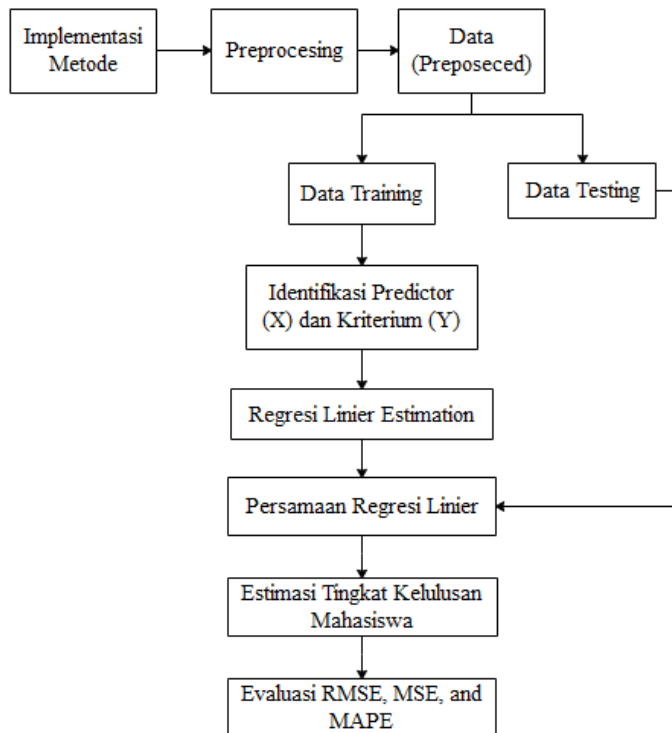 Implementasi
Metode
Preprocesing
Data
(Preposeced)
Data Training
Data Testing
Identifikasi Predictor
(X) dan Kriterium (Y)
Regresi Linier Estimation
Persamaan Regresi Linier
Estimasi Tingkat Kelulusan
Mahasiswa
Evaluasi RMSE, MSE, and
MAPE